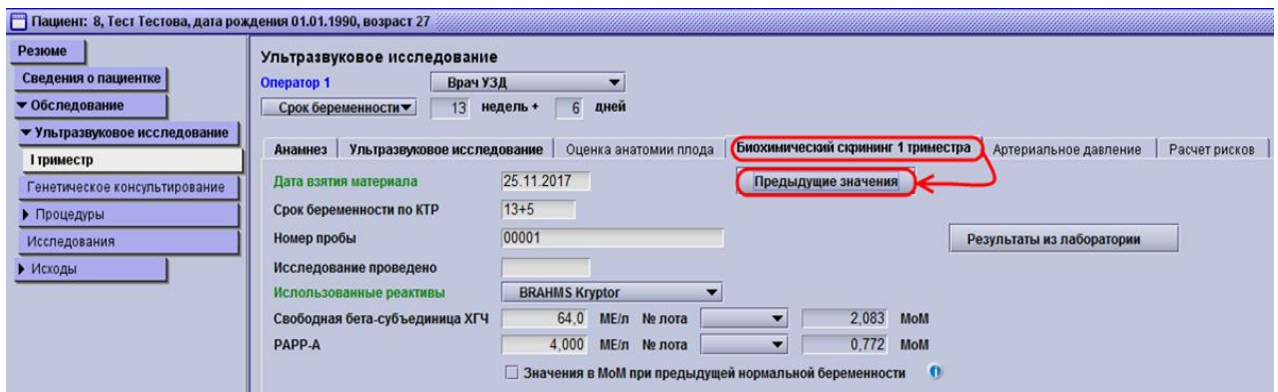 Пациент: 8, Тест Тестова, дата рождения 01.01.1990, возраст 27
Резюме
Сведения о пациентке
Обследование
Ультразвуковое исследование
I триместр
Генетическое консультирование
Процедуры
Исследования
Исходы
Ультразвуковое исследование
Оператор 1 Врач УЗД
Срок беременности 13 недель + 6 дней
Анамнез Ультразвуковое исследование Оценка анатомии плода Биохимический скрининг 1 триместра Артериальное давление Расчет рисков
Дата взятия материала 25.11.2017 Предыдущие значения
Срок беременности по КТР 13+5
Номер пробы 00001 Результаты из лаборатории
Исследование проведено
Использованные реактивы BRAHMS Kryptor
Свободная бета-субъединица ХГЧ 64,0 МЕ/л № лота 2,083 МоМ
PAPP-A 4,000 МЕ/л № лота 0,772 МоМ
Значения в МоМ при предыдущей нормальной беременности